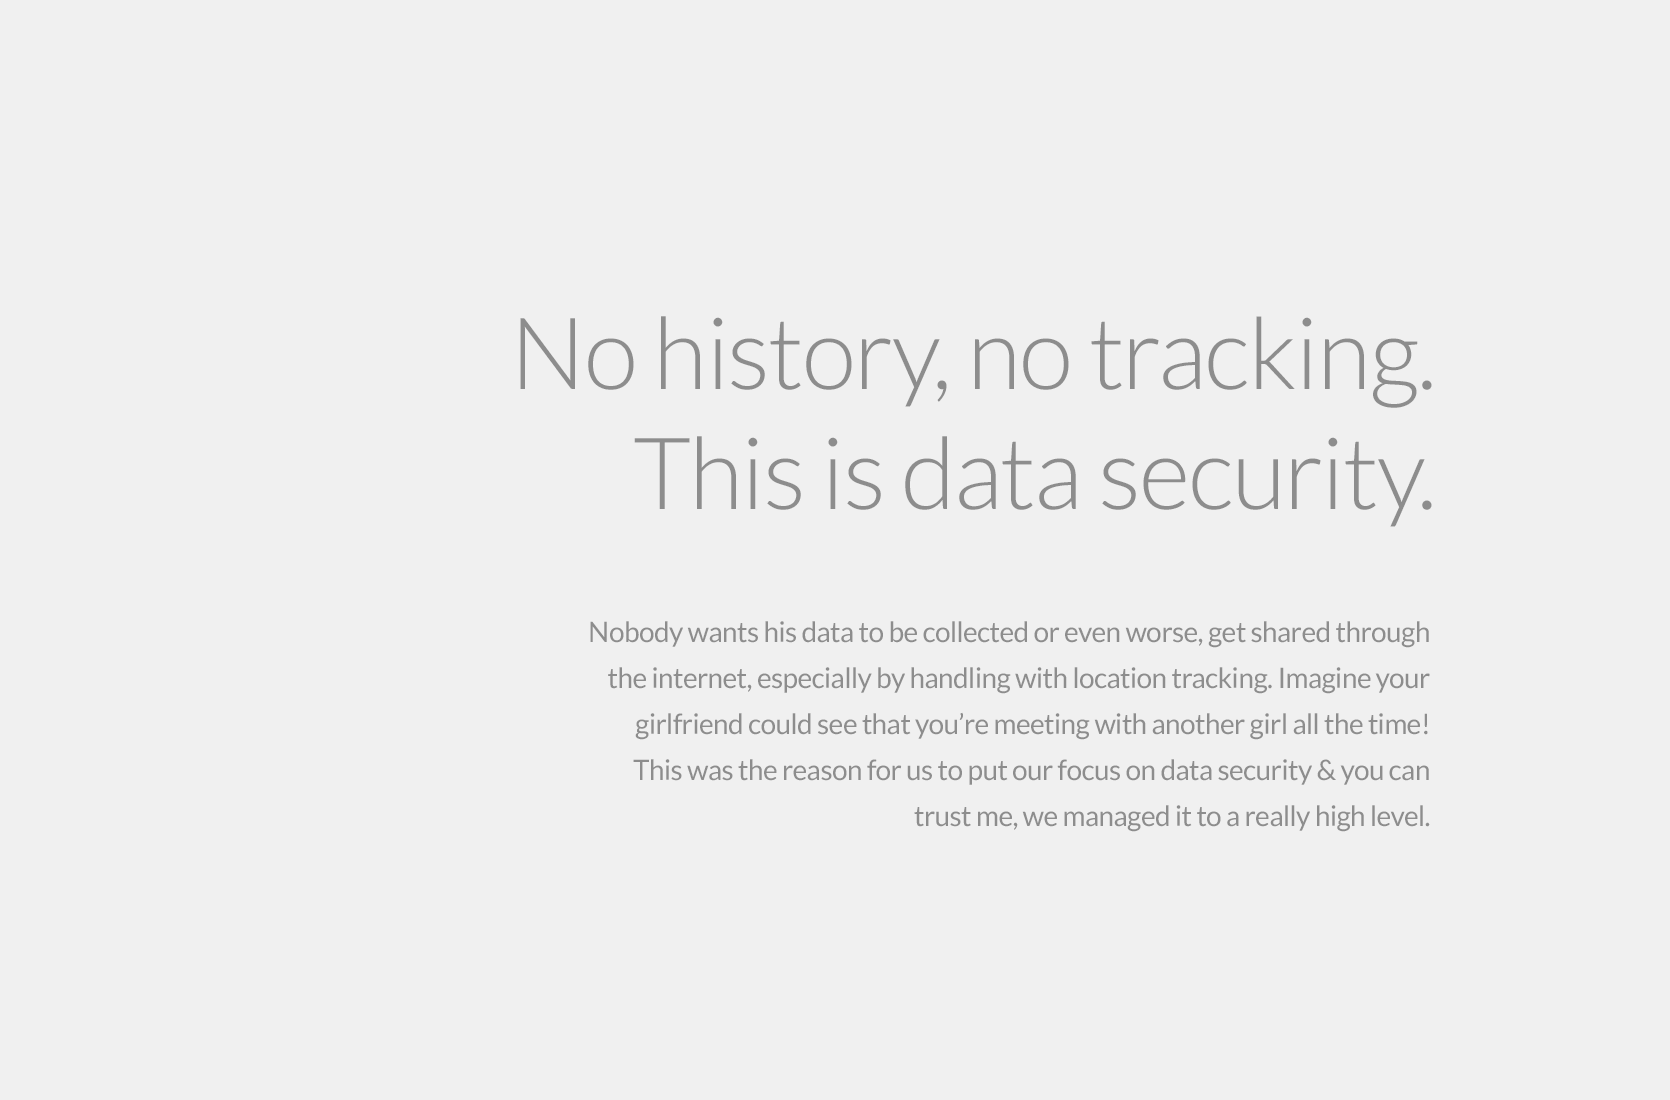 No history, no tracking.
This is data security.
Nobody wants his data to be collected or even worse, get shared through
the internet, especially by handling with location tracking. Imagine your
girlfriend could see that you’re meeting with another girl all the time!
This was the reason for us to put our focus on data security & you can
trust me, we managed it to a really high level.